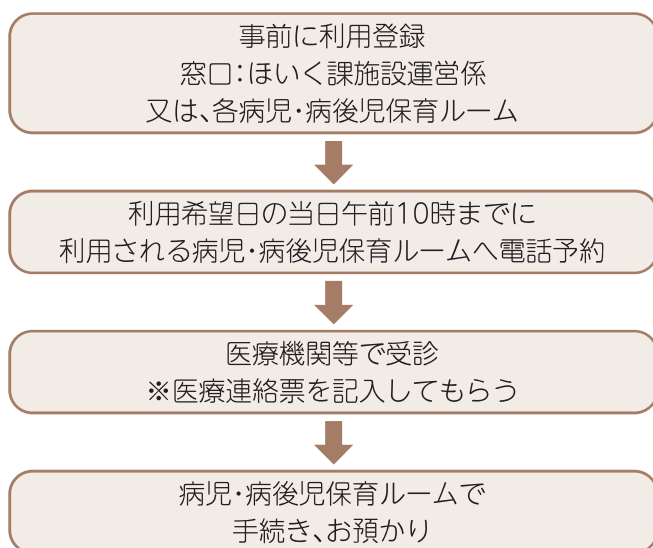 事前に利用登録
窓口：ほいく課施設運営係
又は、各病児・病後児保育ルーム
利用希望日の当日午前10時までに
利用される病児・病後児保育ルームへ電話予約
医療機関等で受診
※医療連絡票を記入してもらう
病児・病後児保育ルームで
手続き、お預かり